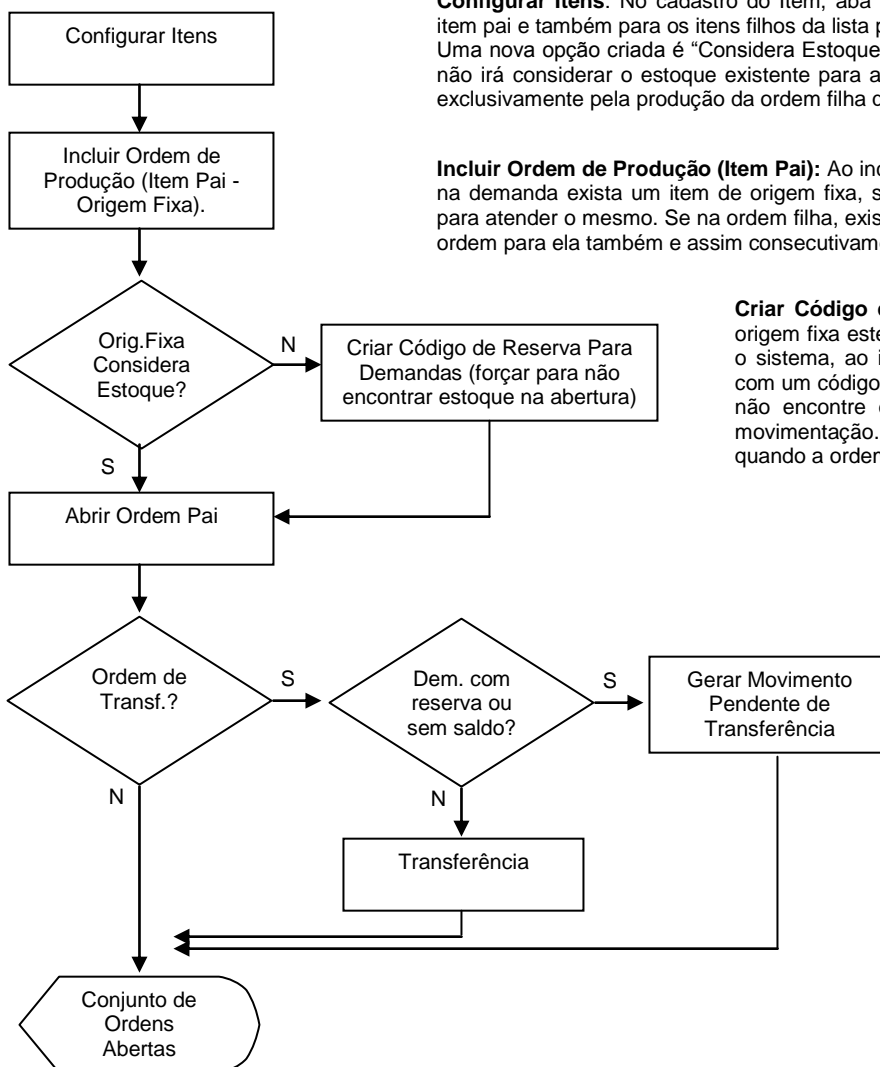 Configurar Itens. No cadastro do Item, aba
item pai e também para os itens filhos da lista
Uma nova opção criada é “Considera Estoque
não irá considerar o estoque existente para a
exclusivamente pela produção da ordem filha
Configurar Itens
Incluir Ordem de
Produção (Item Pai -
Origem Fixa).
Incluir Ordem de Produção (Item Pai): Ao
na demanda exista um item de origem fixa,
para atender o mesmo. Se na ordem filha,
ordem para ela também e assim
Orig.Fixa
Considera
Estoque?
N
S
Criar Código de Reserva Para
Demandas (forçar para não
encontrar estoque na abertura)
Criar Código
origem fixa
o sistema, ao
com um código
não encontre
movimentação.
quando a
Abrir Ordem Pai
Ordem de
Transf.?
S
N
Dem. com
reserva ou
sem saldo?
S
N
Gerar Movimento
Pendente de
Transferência
Transferência
Conjunto de
Ordens
Abertas